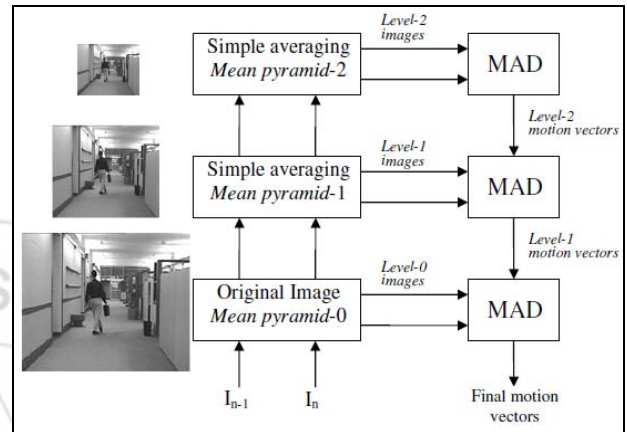 Level-2
images
Simple averaging
Mean pyramid-2
MAD
Level-2
motion vectors
Level-1
images
Simple averaging
Mean pyramid-1
MAD
Level-1
motion vectors
Level-0
images
Original Image
Mean pyramid-0
MAD
I_{n-1}
I_n
Final motion
vectors